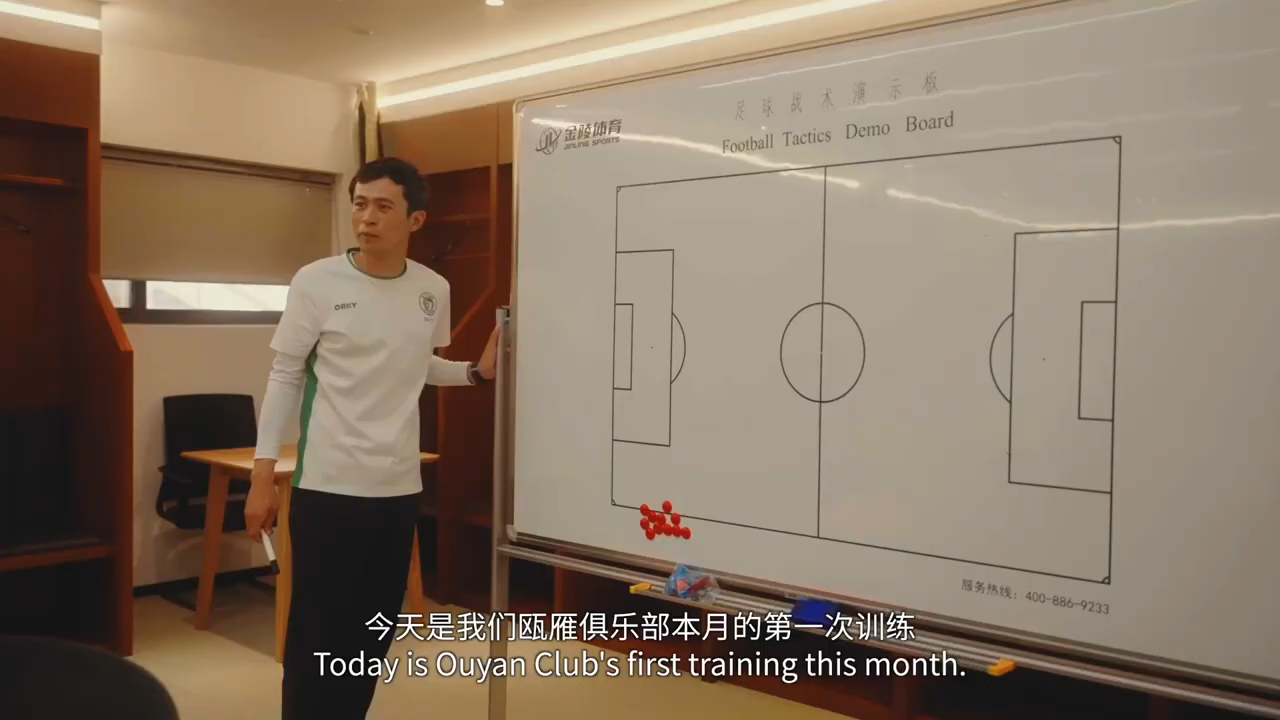 足球战术演示板
金陵体育
JINLING SPORTS
Football Tactics Demo Board
ORKY
服务热线：400-886-9233
今天是我们瓯雁俱乐部本月的第一次训练
Today is Ouyan Club's first training this month.